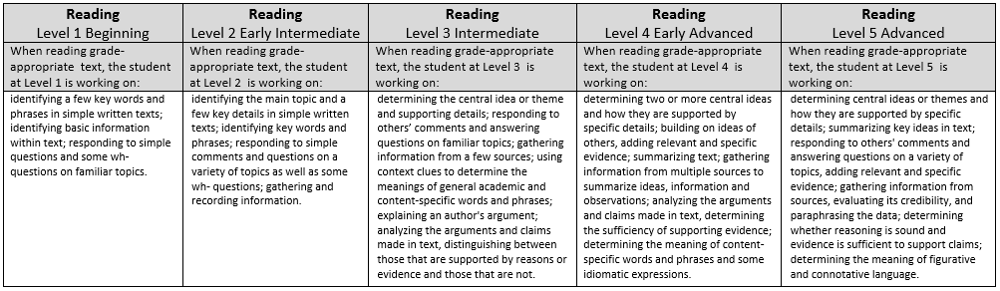 Reading
Level 1 Beginning
When reading grade-
appropriate text, the student
at Level 1 is working on:
identifying a few key words and
phrases in simple written texts;
identifying basic information
within text; responding to simple
questions and some wh-
questions on familiar topics.
Reading
Level 2 Early Intermediate
When reading grade-
appropriate text, the student
at Level 2 is working on:
identifying the main topic and a
few key details in simple written
texts; identifying key words and
phrases; responding to simple
comments and questions on a
variety of topics as well as some
wh- questions; gathering and
recording information.
Reading
Level 3 Intermediate
When reading grade-appropriate
text, the student at Level 3 is
working on:
determining the central idea or theme
and supporting details; responding to
others' comments and answering
questions on familiar topics; gathering
information from a few sources; using
context clues to determine the
meanings of general academic and
content-specific words and phrases;
explaining an author's argument;
analyzing the arguments and claims
made in text, distinguishing between
those that are supported by reasons or
evidence and those that are not.
Reading
Level 4 Early Advanced
When reading grade-appropriate
text, the student at Level 4 is
working on:
determining two or more central ideas
and how they are supported by
specific details; building on ideas of
others, adding relevant and specific
evidence; summarizing text; gathering
information from multiple sources to
summarize ideas, information and
observations; analyzing the arguments
and claims made in text, determining
the sufficiency of supporting evidence;
determining the meaning of content-
specific words and phrases and some
idiomatic expressions.
Reading
Level 5 Advanced
When reading grade-appropriate
text, the student at Level 5 is
working on:
determining central ideas or themes and
how they are supported by specific
details; summarizing key ideas in text;
responding to others' comments and
answering questions on a variety of
topics, adding relevant and specific
evidence; gathering information from
sources, evaluating its credibility, and
paraphrasing the data; determining
whether reasoning is sound and
evidence is sufficient to support claims;
determining the meaning of figurative
and connotative language.